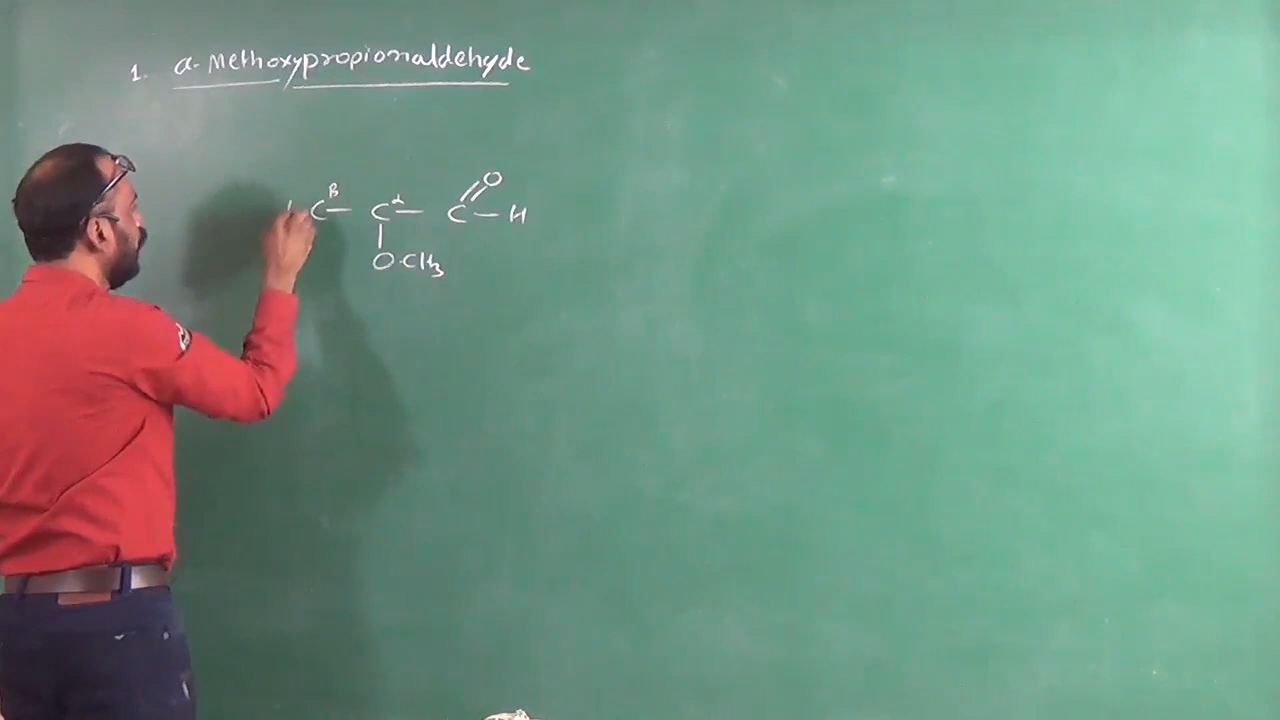 1. α-Methoxypropionaldehyde
O
β α
C — C — C — H
O-CH3